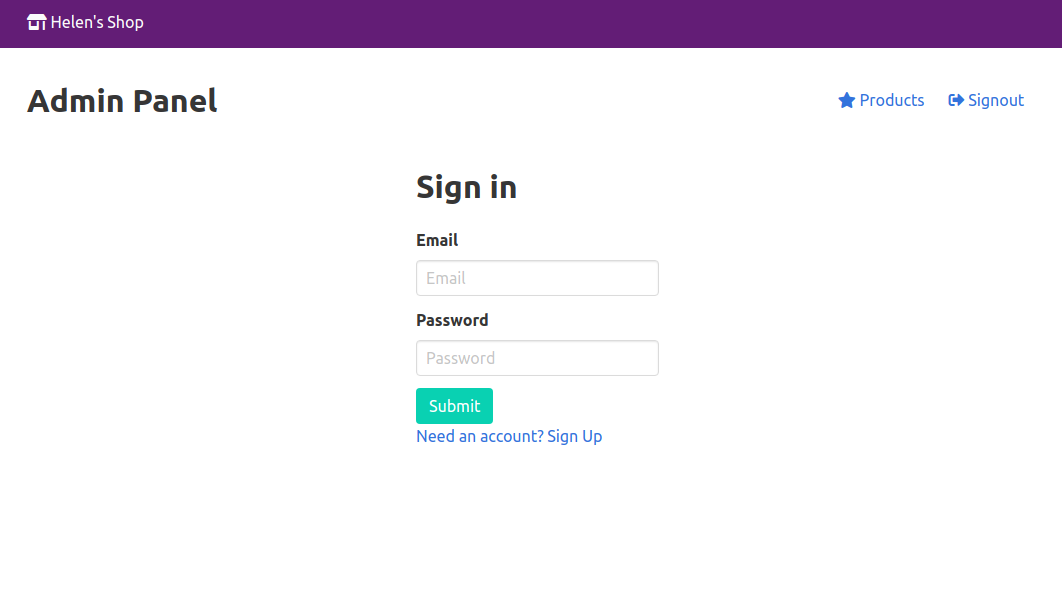 Helen's Shop
Admin Panel
Products
Signout
Sign in
Email
Email
Password
Password
Submit
Need an account? Sign Up